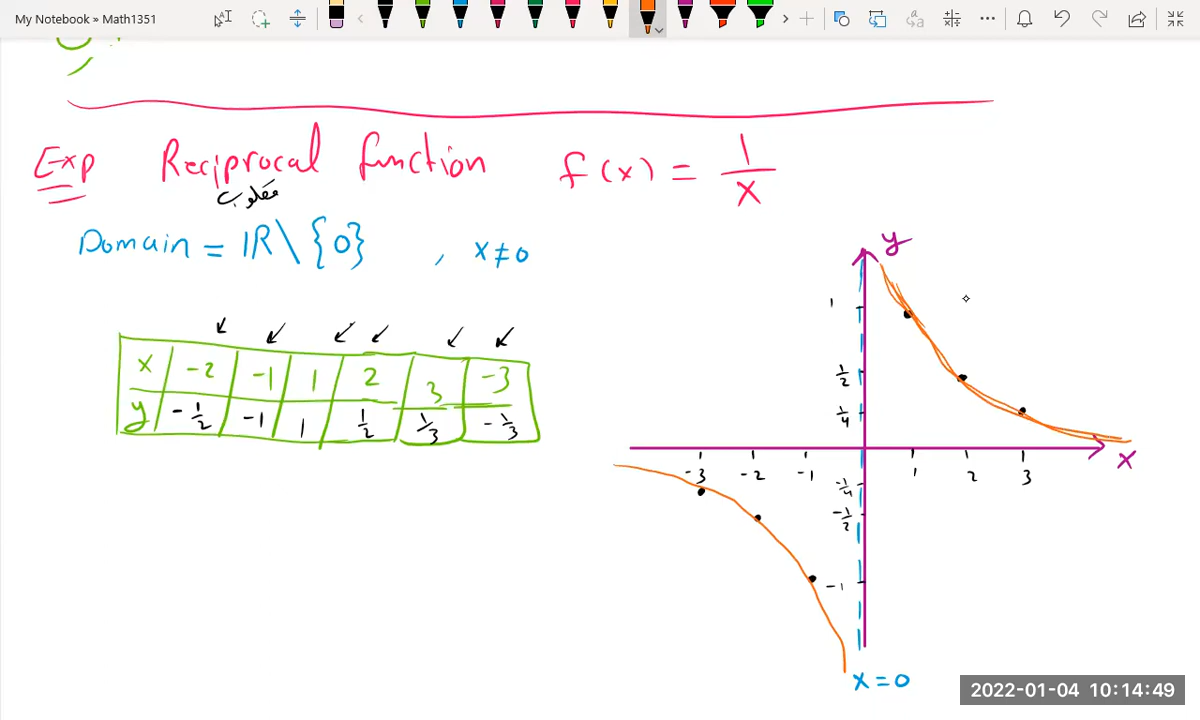 My Notebook » Math1351
Exp Reciprocal function f(x) = 1/x
مقلوب
Domain = IR \ {0} , x ≠ 0
x -2 -1 1 2 3 -3
y -1/2 -1 1 1/2 1/3 -1/3
y
1
1/2
1/4
x
-3 -2 -1 1 2 3
-1/4
-1/2
-1
x = 0
2022-01-04 10:14:49